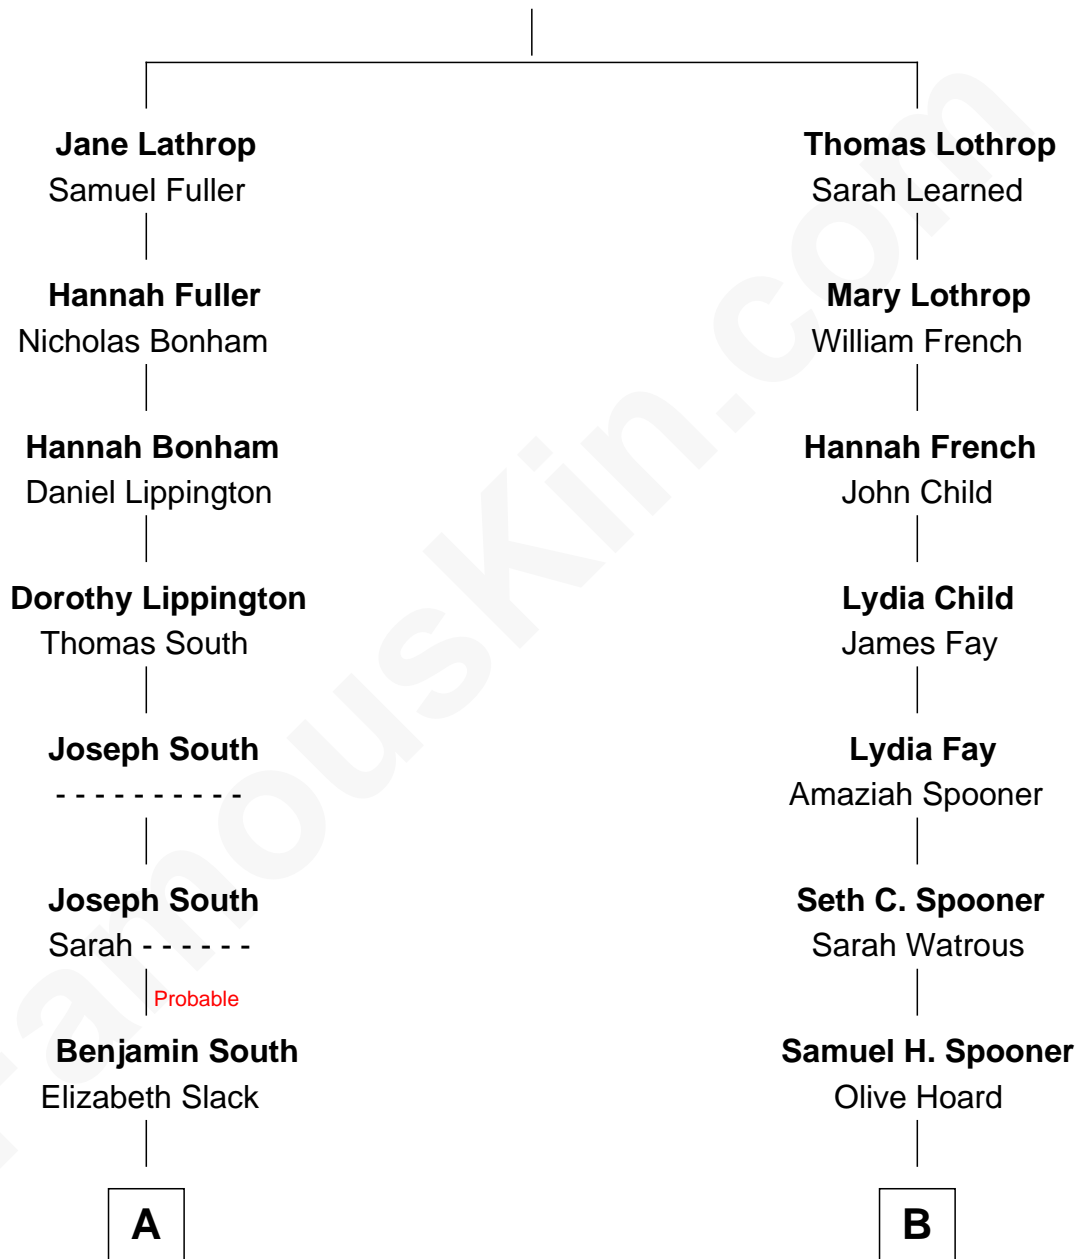 Jane Lathrop
Samuel Fuller
Thomas Lothrop
Sarah Learned
Hannah Fuller
Nicholas Bonham
Mary Lothrop
William French
Hannah Bonham
Daniel Lippington
Hannah French
John Child
Dorothy Lippington
Thomas South
Lydia Child
James Fay
Joseph South
- - - - - - - - - -
Lydia Fay
Amaziah Spooner
Joseph South
Sarah - - - - - -
Probable
Seth C. Spooner
Sarah Watrous
Benjamin South
Elizabeth Slack
Samuel H. Spooner
Olive Hoard
A
B
FamousKin.com